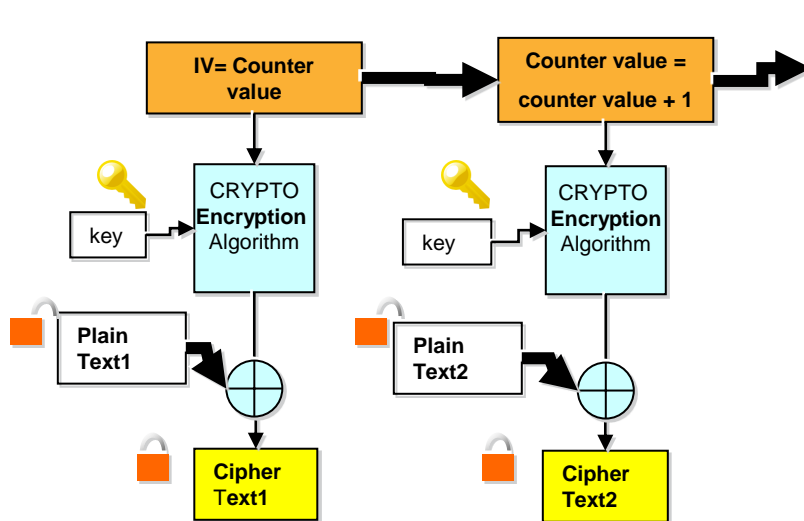 IV= Counter
value
Counter value =
counter value + 1
CRYPTO
Encryption
Algorithm
key
CRYPTO
Encryption
Algorithm
key
Plain
Text1
Plain
Text2
Cipher
Text1
Cipher
Text2